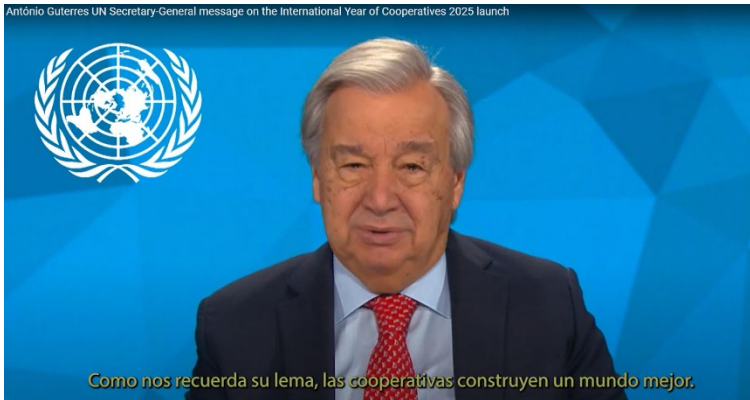 António Guterres UN Secretary-General message on the International Year of Cooperatives 2025 launch
Como nos recuerda su lema, las cooperativas construyen un mundo mejor.